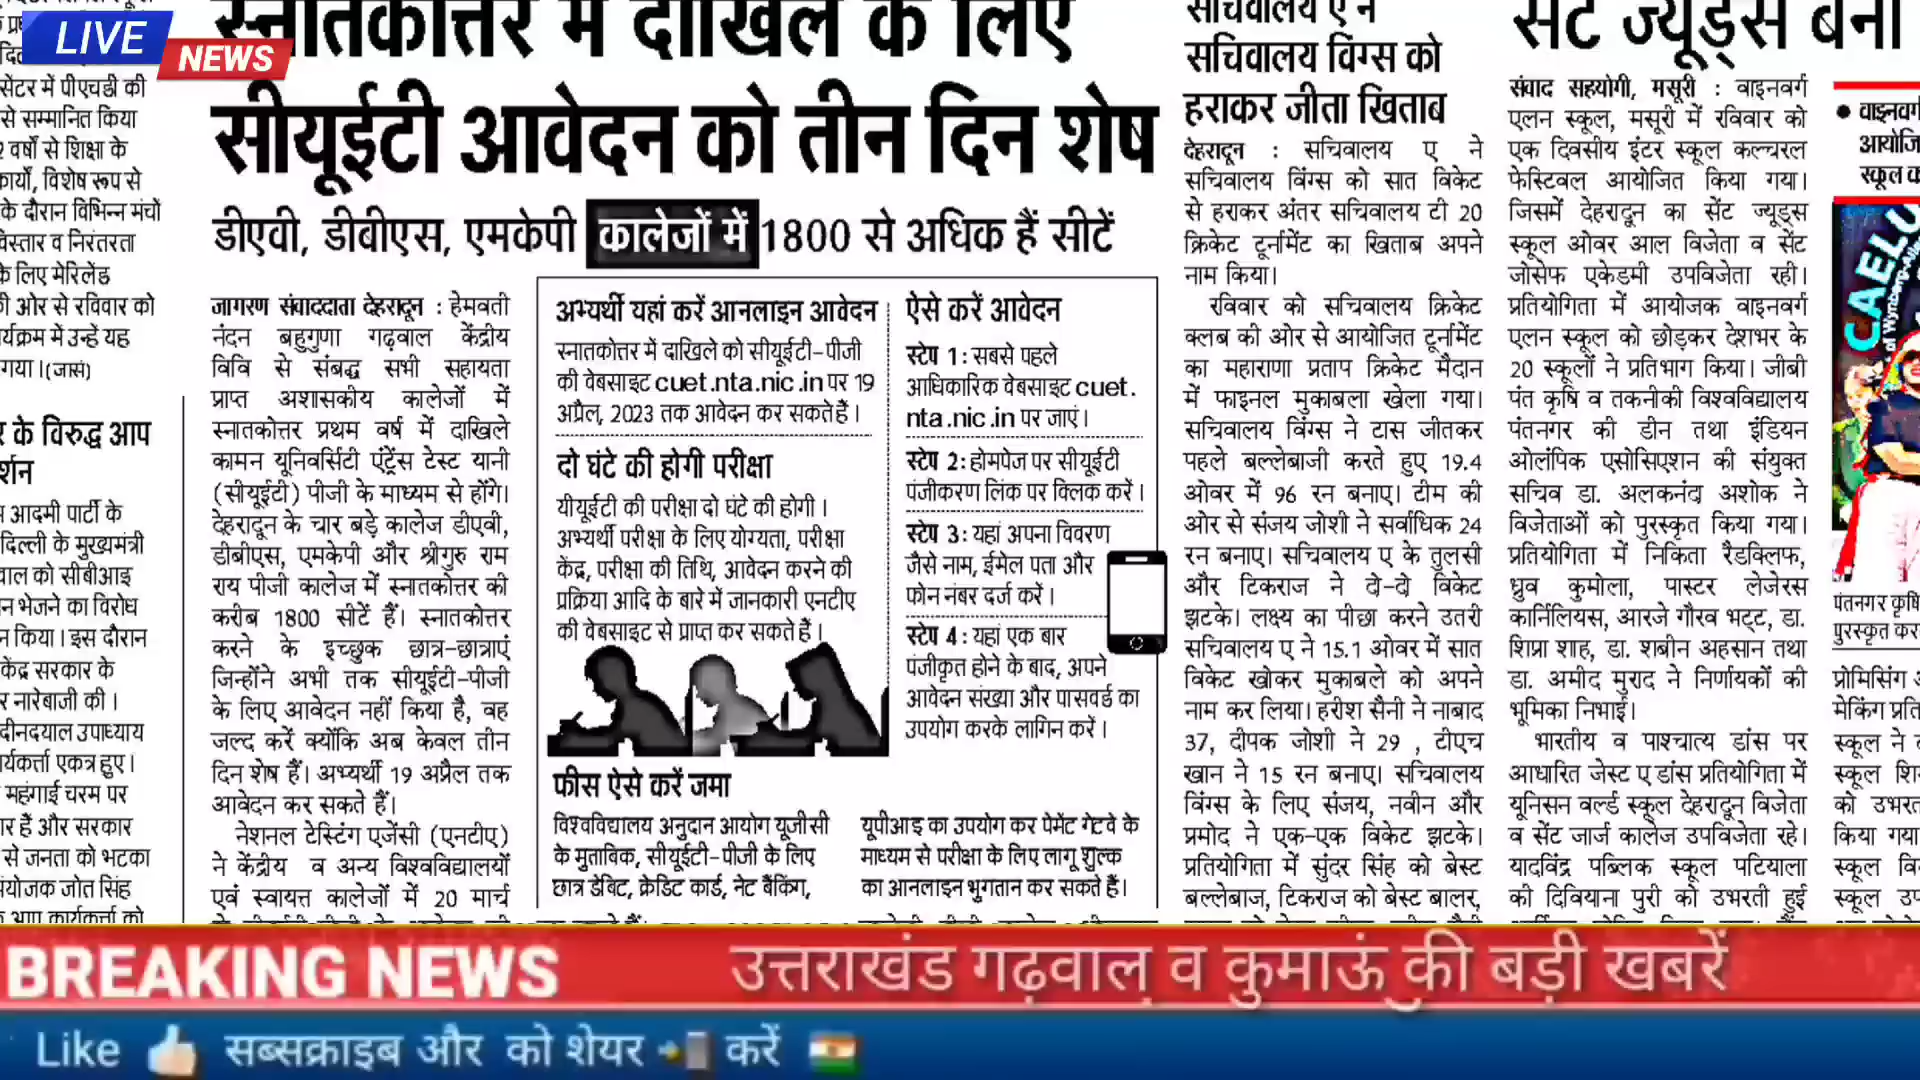 LIVE
NEWS
सेंटर में पीएचडी की
से सम्मानित किया
वर्षों से शिक्षा के
कार्यों, विशेष रूप से
के दौरान विभिन्न मंचों
विस्तार व निरंतरता
के लिए मेरिलेंड
की ओर से रविवार को
र्यक्रम में उन्हें यह
गया।(जासं)
र के विरुद्ध आप
र्शन
आदमी पार्टी के
दिल्ली के मुख्यमंत्री
वाल को सीबीआइ
न भेजने का विरोध
न किया। इस दौरान
केंद्र सरकार के
र नारेबाजी की।
दीनदयाल उपाध्याय
र्यकर्त्ता एकत्र हुए।
महंगाई चरम पर
र हैं और सरकार
से जनता को भटका
संयोजक जोत सिंह
स्नातकोत्तर में दाखिले के लिए
सीयूईटी आवेदन को तीन दिन शेष
डीएवी, डीबीएस, एमकेपी कालेजों में 1800 से अधिक हैं सीटें
जागरण संवाददाता देहरादून : हेमवती
नंदन बहुगुणा गढ़वाल केंद्रीय
विवि से संबद्ध सभी सहायता
प्राप्त अशासकीय कालेजों में
स्नातकोत्तर प्रथम वर्ष में दाखिले
कामन यूनिवर्सिटी एंट्रेंस टेस्ट यानी
(सीयूईटी) पीजी के माध्यम से होंगे।
देहरादून के चार बड़े कालेज डीएवी,
डीबीएस, एमकेपी और श्रीगुरु राम
राय पीजी कालेज में स्नातकोत्तर की
करीब 1800 सीटें हैं। स्नातकोत्तर
करने के इच्छुक छात्र-छात्राएं
जिन्होंने अभी तक सीयूईटी-पीजी
के लिए आवेदन नहीं किया है, वह
जल्द करें क्योंकि अब केवल तीन
दिन शेष हैं। अभ्यर्थी 19 अप्रैल तक
आवेदन कर सकते हैं।
नेशनल टेस्टिंग एजेंसी (एनटीए)
ने केंद्रीय व अन्य विश्वविद्यालयों
एवं स्वायत्त कालेजों में 20 मार्च
अभ्यर्थी यहां करें आनलाइन आवेदन
स्नातकोत्तर में दाखिले को सीयूईटी-पीजी
की वेबसाइट cuet.nta.nic.in पर 19
अप्रैल, 2023 तक आवेदन कर सकते हैं।
दो घंटे की होगी परीक्षा
यीयूईटी की परीक्षा दो घंटे की होगी।
अभ्यर्थी परीक्षा के लिए योग्यता, परीक्षा
केंद्र, परीक्षा की तिथि, आवेदन करने की
प्रक्रिया आदि के बारे में जानकारी एनटीए
की वेबसाइट से प्राप्त कर सकते हैं।
ऐसे करें आवेदन
स्टेप 1: सबसे पहले
आधिकारिक वेबसाइट cuet.
nta.nic.in पर जाएं।
स्टेप 2: होमपेज पर सीयूईटी
पंजीकरण लिंक पर क्लिक करें।
स्टेप 3: यहां अपना विवरण
जैसे नाम, ईमेल पता और
फोन नंबर दर्ज करें।
स्टेप 4: यहां एक बार
पंजीकृत होने के बाद, अपने
आवेदन संख्या और पासवर्ड का
उपयोग करके लागिन करें।
फीस ऐसे करें जमा
विश्वविद्यालय अनुदान आयोग यूजीसी
के मुताबिक, सीयूईटी-पीजी के लिए
छात्र डेबिट, क्रेडिट कार्ड, नेट बैंकिंग,
यूपीआइ का उपयोग कर पेमेंट गेटवे के
माध्यम से परीक्षा के लिए लागू शुल्क
का आनलाइन भुगतान कर सकते हैं।
सचिवालय ए ने
सचिवालय विंग्स को
हराकर जीता खिताब
देहरादून : सचिवालय ए ने
सचिवालय विंग्स को सात विकेट
से हराकर अंतर सचिवालय टी 20
क्रिकेट टूर्नामेंट का खिताब अपने
नाम किया।
रविवार को सचिवालय क्रिकेट
क्लब की ओर से आयोजित टूर्नामेंट
का महाराणा प्रताप क्रिकेट मैदान
में फाइनल मुकाबला खेला गया।
सचिवालय विंग्स ने टास जीतकर
पहले बल्लेबाजी करते हुए 19.4
ओवर में 96 रन बनाए। टीम की
ओर से संजय जोशी ने सर्वाधिक 24
रन बनाए। सचिवालय ए के तुलसी
और टिकराज ने दो-दो विकेट
झटके। लक्ष्य का पीछा करने उतरी
सचिवालय ए ने 15.1 ओवर में सात
विकेट खोकर मुकाबले को अपने
नाम कर लिया। हरीश सैनी ने नाबाद
37, दीपक जोशी ने 29 , टीएच
खान ने 15 रन बनाए। सचिवालय
विंग्स के लिए संजय, नवीन और
प्रमोद ने एक-एक विकेट झटके।
प्रतियोगिता में सुंदर सिंह को बेस्ट
बल्लेबाज, टिकराज को बेस्ट बालर,
सेंट ज्यूड्स बना
संवाद सहयोगी, मसूरी : वाइनवर्ग
एलन स्कूल, मसूरी में रविवार को
एक दिवसीय इंटर स्कूल कल्चरल
फेस्टिवल आयोजित किया गया।
जिसमें देहरादून का सेंट ज्यूड्स
स्कूल ओवर आल विजेता व सेंट
जोसेफ एकेडमी उपविजेता रही।
प्रतियोगिता में आयोजक वाइनवर्ग
एलन स्कूल को छोड़कर देशभर के
20 स्कूलों ने प्रतिभाग किया। जीबी
पंत कृषि व तकनीकी विश्वविद्यालय
पंतनगर की डीन तथा इंडियन
ओलंपिक एसोसिएशन की संयुक्त
सचिव डा. अलकनंदा अशोक ने
विजेताओं को पुरस्कृत किया गया।
प्रतियोगिता में निकिता रैडक्लिफ,
ध्रुव कुमोला, पास्टर लेजेरस
कार्निलियस, आरजे गौरव भट्ट, डा.
शिप्रा शाह, डा. शबीन अहसान तथा
डा. अमीद मुराद ने निर्णायकों की
भूमिका निभाई।
भारतीय व पाश्चात्य डांस पर
आधारित जेस्ट ए डांस प्रतियोगिता में
यूनिसन वर्ल्ड स्कूल देहरादून विजेता
व सेंट जार्ज कालेज उपविजेता रहे।
यादविंद्र पब्लिक स्कूल पटियाला
की दिवियाना पुरी को उभरती हुई
● वाइनवर्ग
आयोजि
स्कूल क
CAELU
पंतनगर कृषि
पुरस्कृत कर
प्रोमिसिंग
मेकिंग प्रति
स्कूल ने
स्कूल शि
को उभरत
किया गया
स्कूल वि
स्कूल उप
BREAKING NEWS
उत्तराखंड गढ़वाल व कुमाऊं की बड़ी खबरें
Like 👍 सब्सक्राइब और को शेयर 📲 करें 🇮🇳